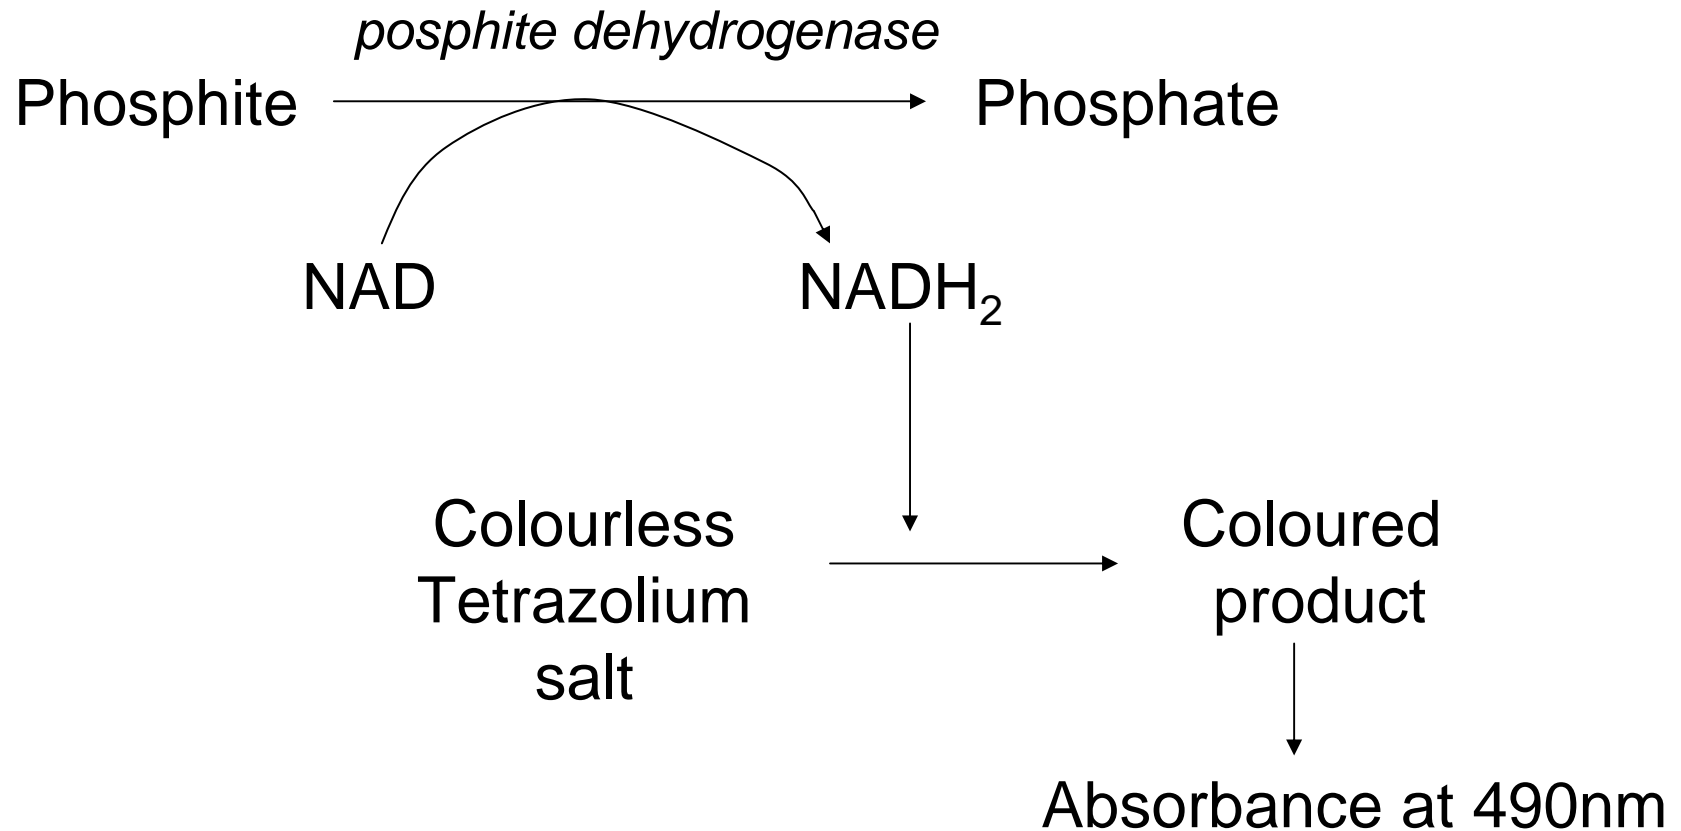 posphite dehydrogenase
Phosphite
Phosphate
NAD
NADH₂
Colourless
Tetrazolium
salt
Coloured
product
Absorbance at 490nm